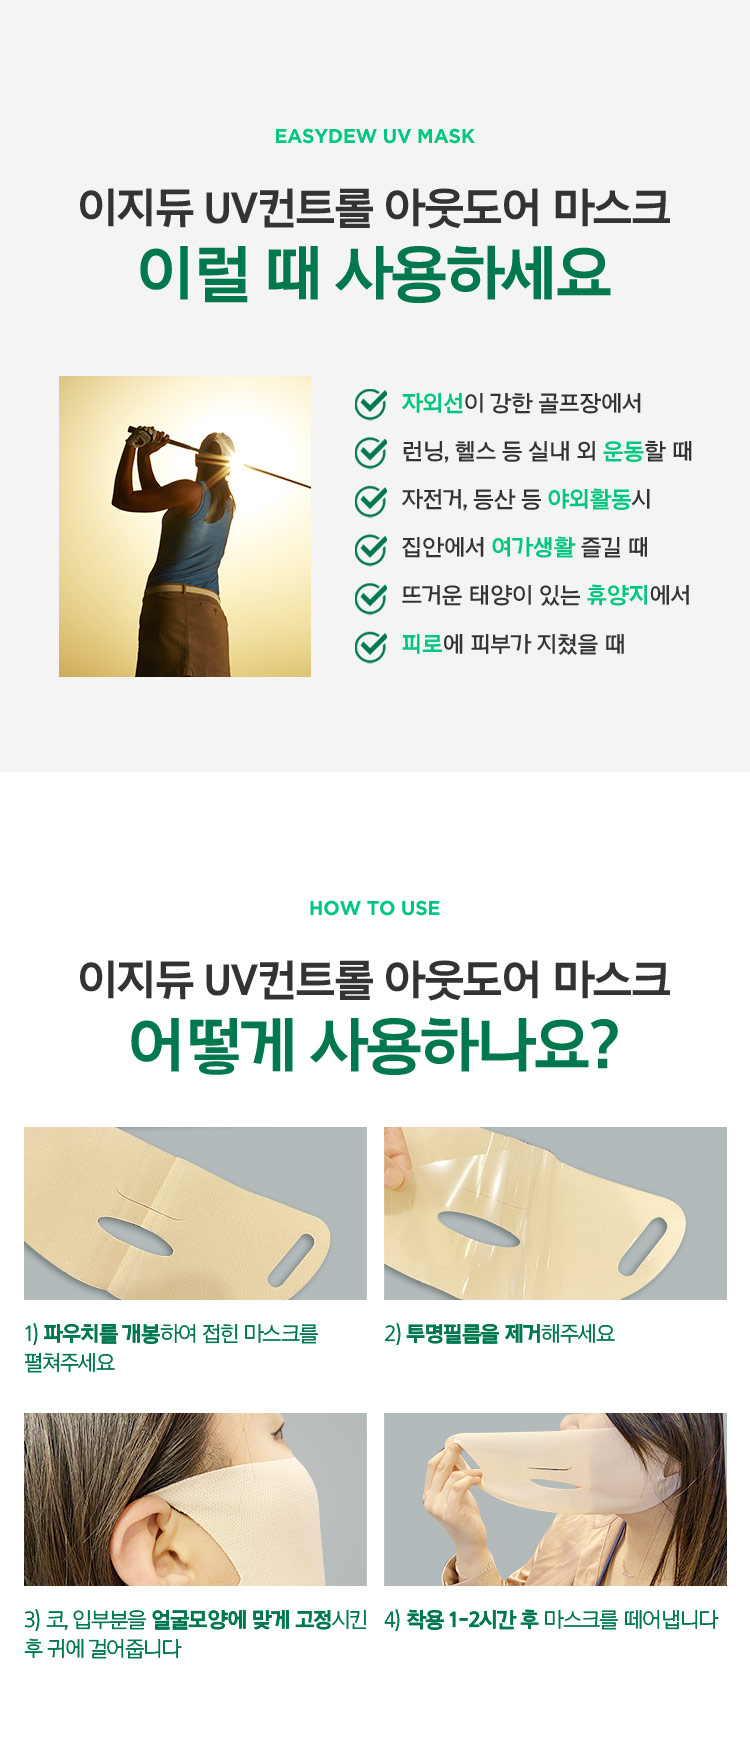 EASYDEW UV MASK
이지듀 UV컨트롤 아웃도어 마스크
이럴 때 사용하세요
자외선이 강한 골프장에서
런닝, 헬스 등 실내 외 운동할 때
자전거, 등산 등 야외활동시
집안에서 여가생활 즐길 때
뜨거운 태양이 있는 휴양지에서
피로에 피부가 지쳤을 때
HOW TO USE
이지듀 UV컨트롤 아웃도어 마스크
어떻게 사용하나요?
1) 파우치를 개봉하여 접힌 마스크를
펼쳐주세요
2) 투명필름을 제거해주세요
3) 코, 입부분을 얼굴모양에 맞게 고정시킨
후 귀에 걸어줍니다
4) 착용 1-2시간 후 마스크를 떼어냅니다